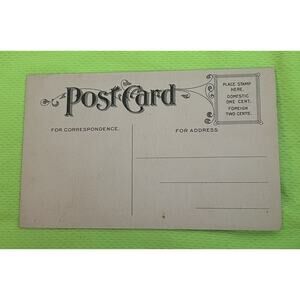 Post Card
PLACE STAMP
HERE.
DOMESTIC
ONE CENT.
FOREIGN
TWO CENTS.
FOR CORRESPONDENCE.
FOR ADDRESS.